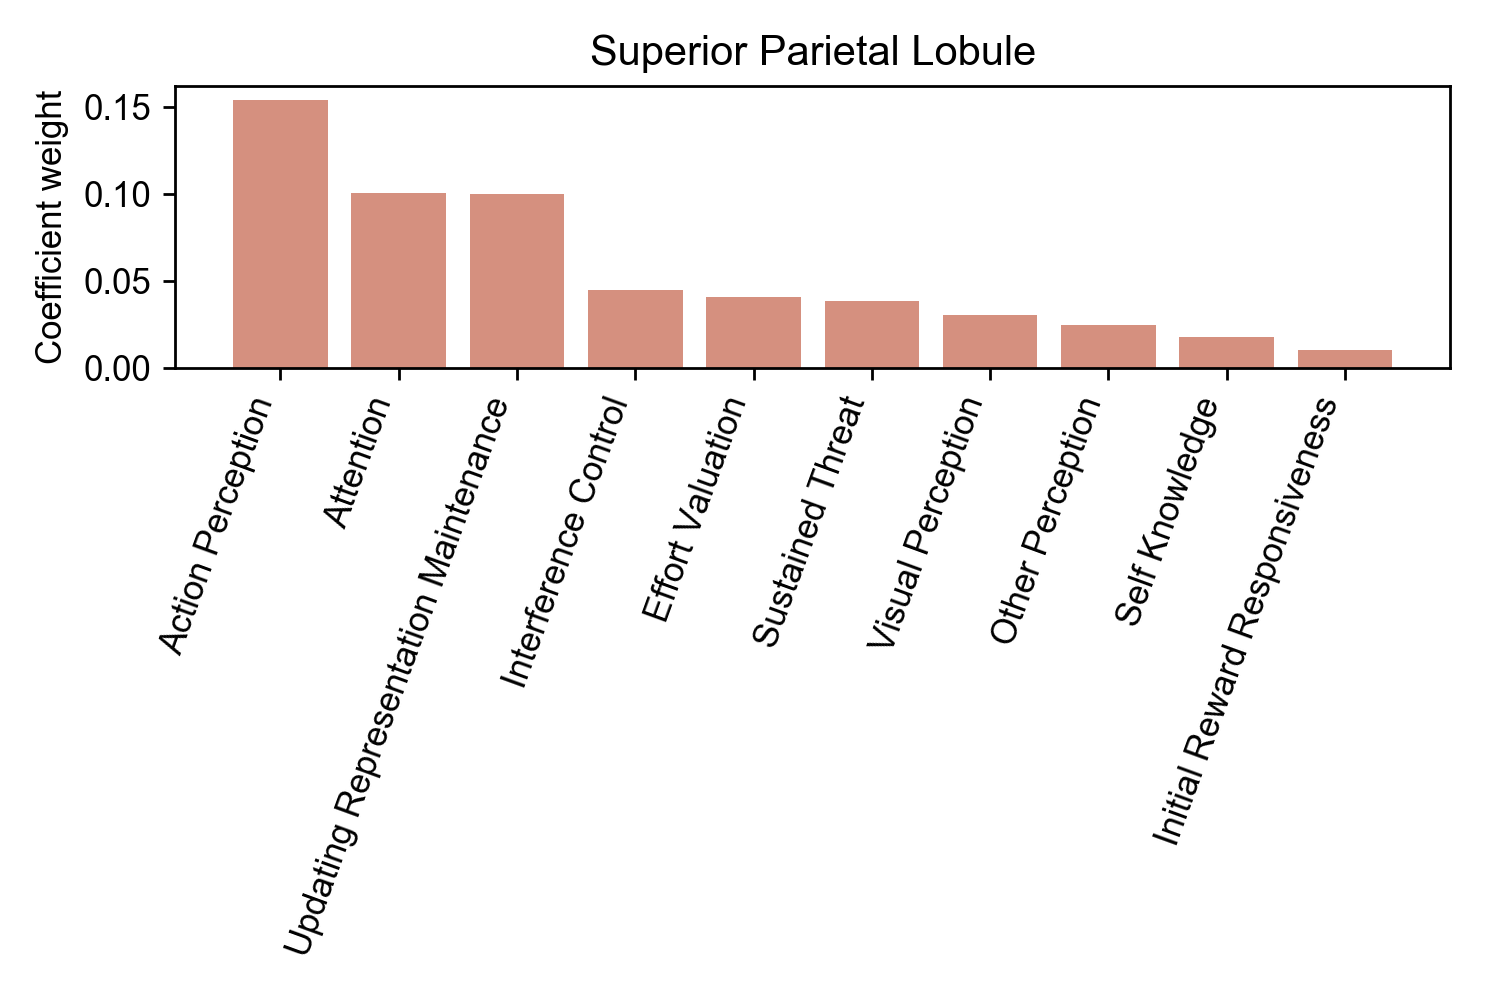 Superior Parietal Lobule
Coefficient weight
0.15
0.10
0.05
0.00
Action Perception
Attention
Updating Representation Maintenance
Interference Control
Effort Valuation
Sustained Threat
Visual Perception
Other Perception
Self Knowledge
Initial Reward Responsiveness